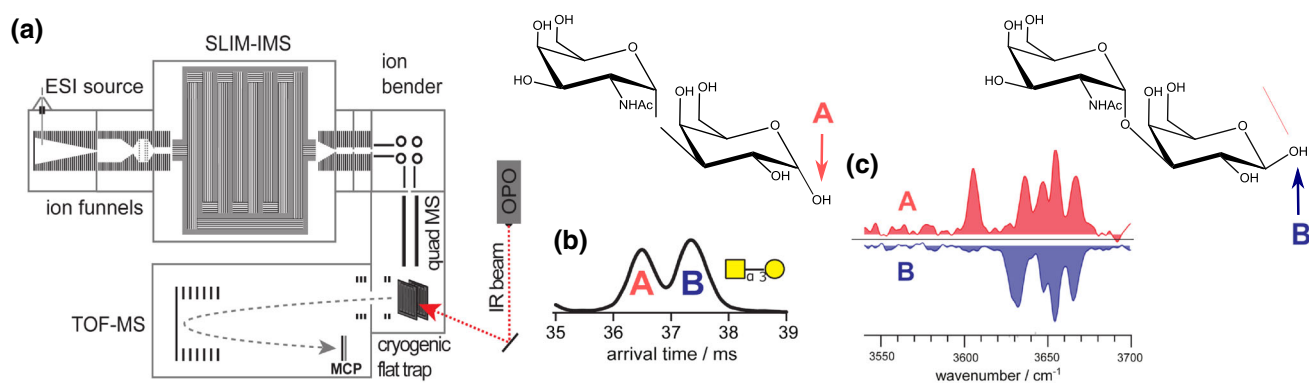 (a)
SLIM-IMS
ESI source
ion
bender
ion funnels
quad MS
OPO
IR beam
TOF-MS
MCP
cryogenic
flat trap
(b)
A
B
α 3
35 36 37 38 39
arrival time / ms
OH
OH
O
HO
NHAc
OH
OH
O
OH
OH
A
OH
OH
O
HO
NHAc
O
OH
OH
O
OH
OH
B
(c)
A
B
3550 3600 3650 3700
wavenumber / cm⁻¹